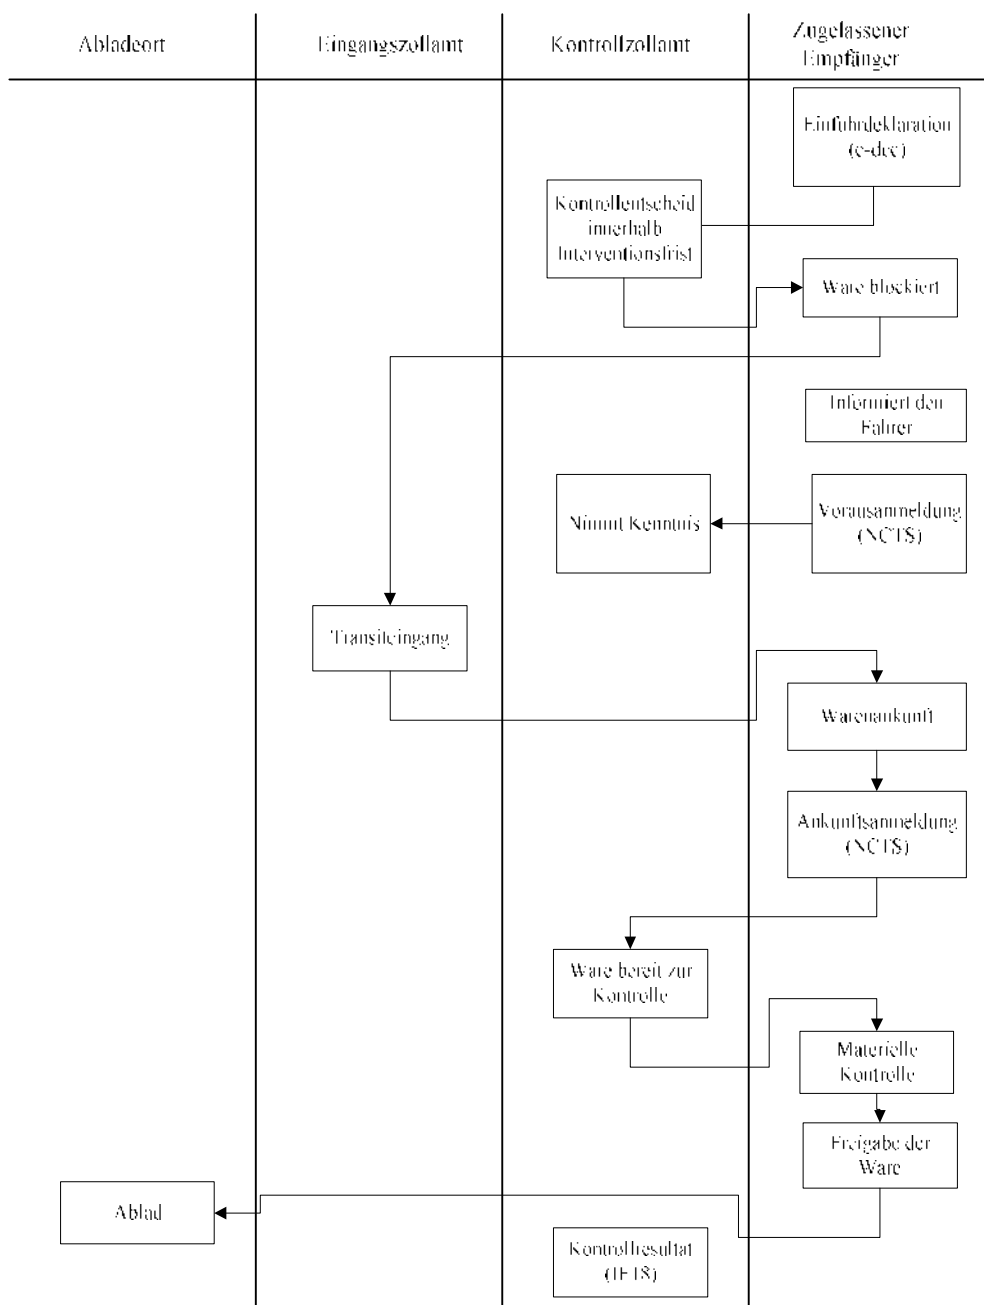 Abladeort
Eingangszollamt
Kontrollzollamt
Zugelassener
Empfänger
Einfuhrdeklaration
(e-dec)
Kontrollentscheid
innerhalb
Interventionsfrist
Ware blockiert
Informiert den
Fahrer
Nimmt Kenntnis
Vorausanmeldung
(NCTS)
Transiteingang
Warenankunft
Ankunftsanmeldung
(NCTS)
Ware bereit zur
Kontrolle
Materielle
Kontrolle
Freigabe der
Ware
Ablad
Kontrollresultat
(IE18)